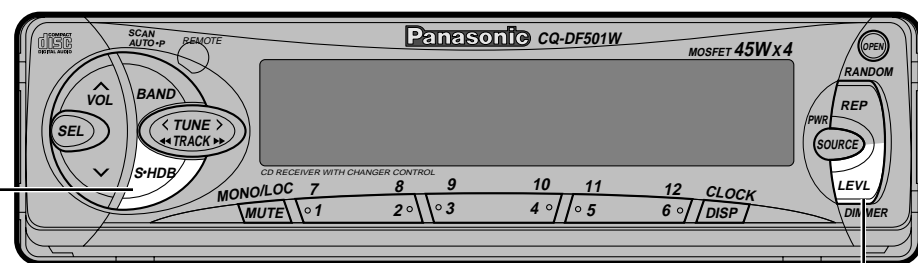 COMPACT
disc
DIGITAL AUDIO
SCAN
AUTO•P
REMOTE
Panasonic CQ-DF501W
MOSFET 45Wx4
OPEN
RANDOM
VOL
BAND
REP
PWR
SEL
< TUNE >
◀◀ TRACK ▶▶
SOURCE
S•HDB
CD RECEIVER WITH CHANGER CONTROL
LEVL
MONO/LOC 7 8 9 10 11 12 CLOCK
MUTE 1 2 3 4 5 6 DISP
DIMMER